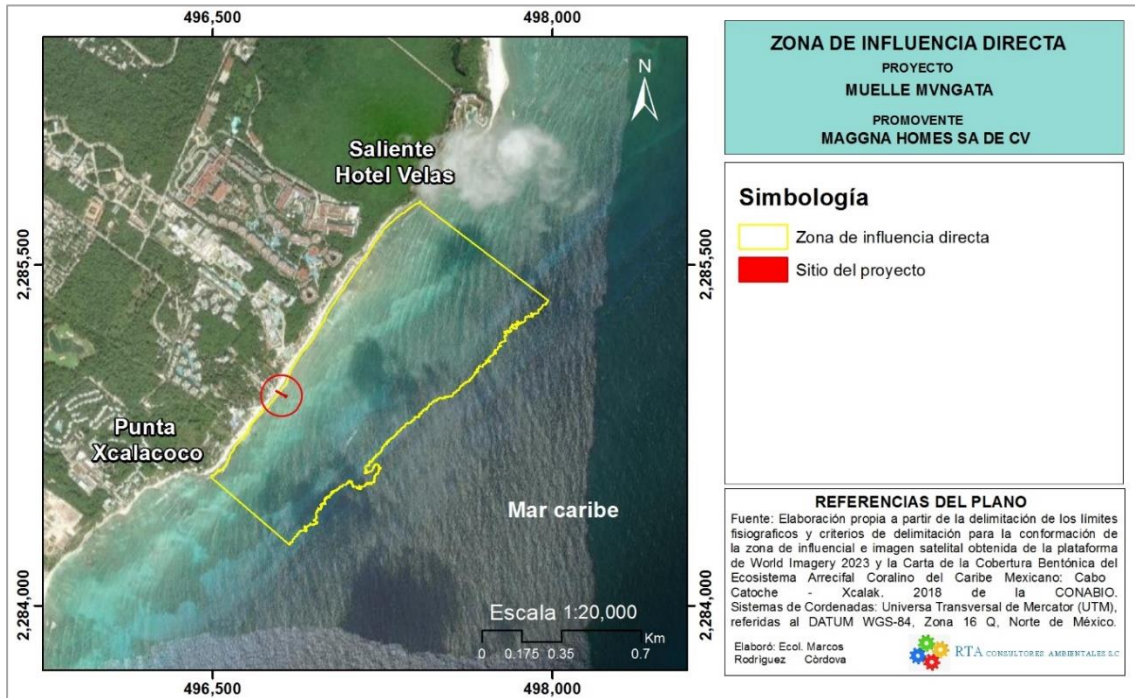 496,500
498,000
2,285,500
2,284,000
N
Saliente
Hotel Velas
Punta
Xcalacoco
Mar caribe
Escala 1:20,000
Km
0 0.175 0.35 0.7
2,285,500
2,284,000
496,500
498,000
ZONA DE INFLUENCIA DIRECTA
PROYECTO
MUELLE MVNGATA
PROMOVENTE
MAGGNA HOMES SA DE CV
Simbología
Zona de influencia directa
Sitio del proyecto
REFERENCIAS DEL PLANO
Fuente: Elaboración propia a partir de la delimitación de los límites
fisiograficos y criterios de delimitación para la conformación de
la zona de influencial e imagen satelital obtenida de la plataforma
de World Imagery 2023 y la Carta de la Cobertura Bentónica del
Ecosistema Arrecifal Coralino del Caribe Mexicano: Cabo
Catoche - Xcalak. 2018 de la CONABIO.
Sistemas de Cordenadas: Universa Transversal de Mercator (UTM),
referidas al DATUM WGS-84, Zona 16 Q, Norte de México.
Elaboró: Ecol. Marcos
Rodriguez Còrdova
RTA CONSULTORES AMBIENTALES S.C